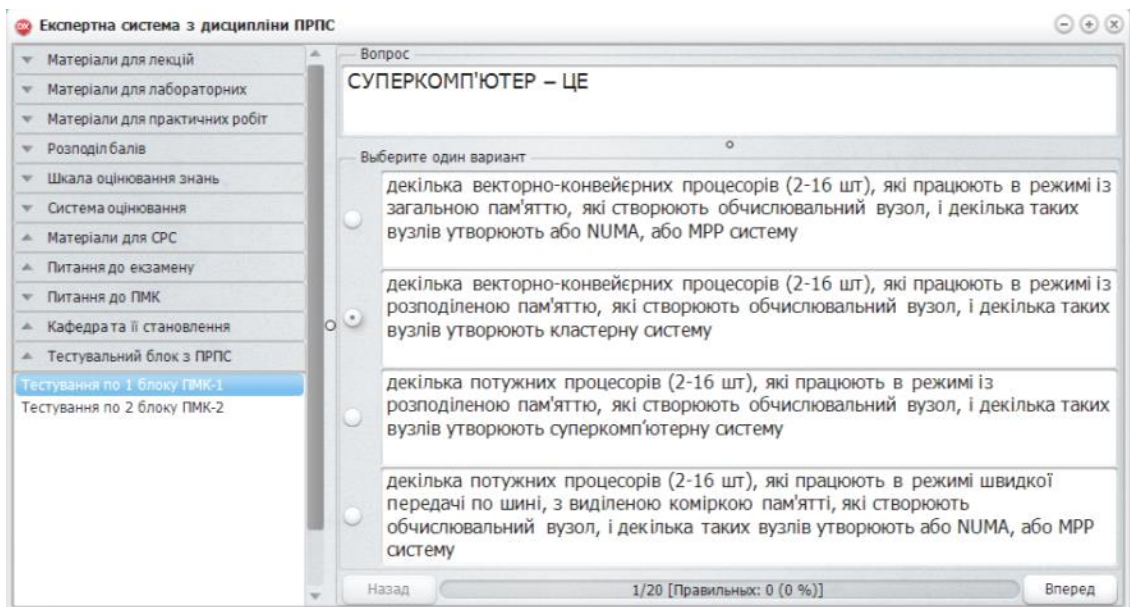 Експертна система з дисципліни ПРПС
Матеріали для лекцій
Матеріали для лабораторних
Матеріали для практичних робіт
Розподіл балів
Шкала оцінювання знань
Система оцінювання
Матеріали для СРС
Питання до екзамену
Питання до ПМК
Кафедра та її становлення
Тестувальний блок з ПРПС
Тестування по 1 блоку ПМК-1
Тестування по 2 блоку ПМК-2
Вопрос
СУПЕРКОМП'ЮТЕР – ЦЕ
Выберите один вариант
декілька векторно-конвейєрних процесорів (2-16 шт), які працюють в режимі із
загальною пам'яттю, які створюють обчислювальний вузол, і декілька таких
вузлів утворюють або NUMA, або MPP систему
декілька векторно-конвейєрних процесорів (2-16 шт), які працюють в режимі із
розподіленою пам'яттю, які створюють обчислювальний вузол, і декілька таких
вузлів утворюють кластерну систему
декілька потужних процесорів (2-16 шт), які працюють в режимі із
розподіленою пам'яттю, які створюють обчислювальний вузол, і декілька таких
вузлів утворюють суперкомп'ютерну систему
декілька потужних процесорів (2-16 шт), які працюють в режимі швидкої
передачі по шині, з виділеною коміркою пам'яті, які створюють
обчислювальний вузол, і декілька таких вузлів утворюють або NUMA, або MPP
систему
Назад
1/20 [Правильных: 0 (0 %)]
Вперед